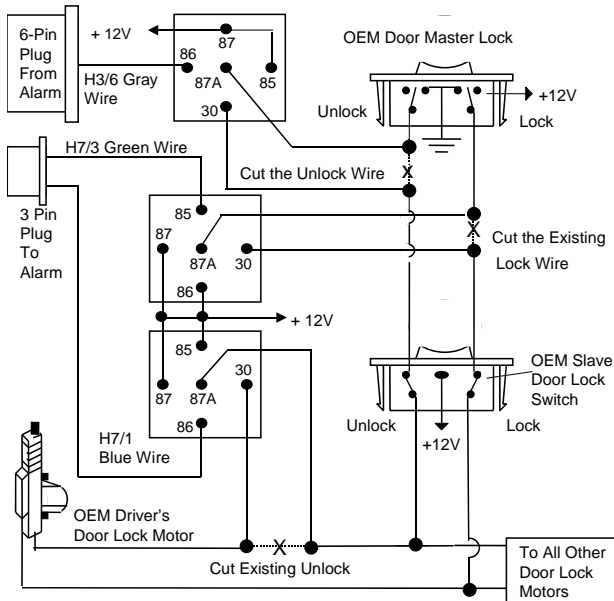 6-Pin
Plug
From
Alarm
+ 12V
87
86
87A
85
H3/6 Gray
Wire
30
OEM Door Master Lock
+12V
Unlock
Lock
H7/3 Green Wire
Cut the Unlock Wire
X
3 Pin
Plug
To
Alarm
85
87
87A
30
86
X
Cut the Existing
Lock Wire
+ 12V
85
30
87
87A
86
OEM Slave
Door Lock
Switch
Unlock
Lock
+12V
H7/1
Blue Wire
OEM Driver's
Door Lock Motor
X
Cut Existing Unlock
To All Other
Door Lock
Motors